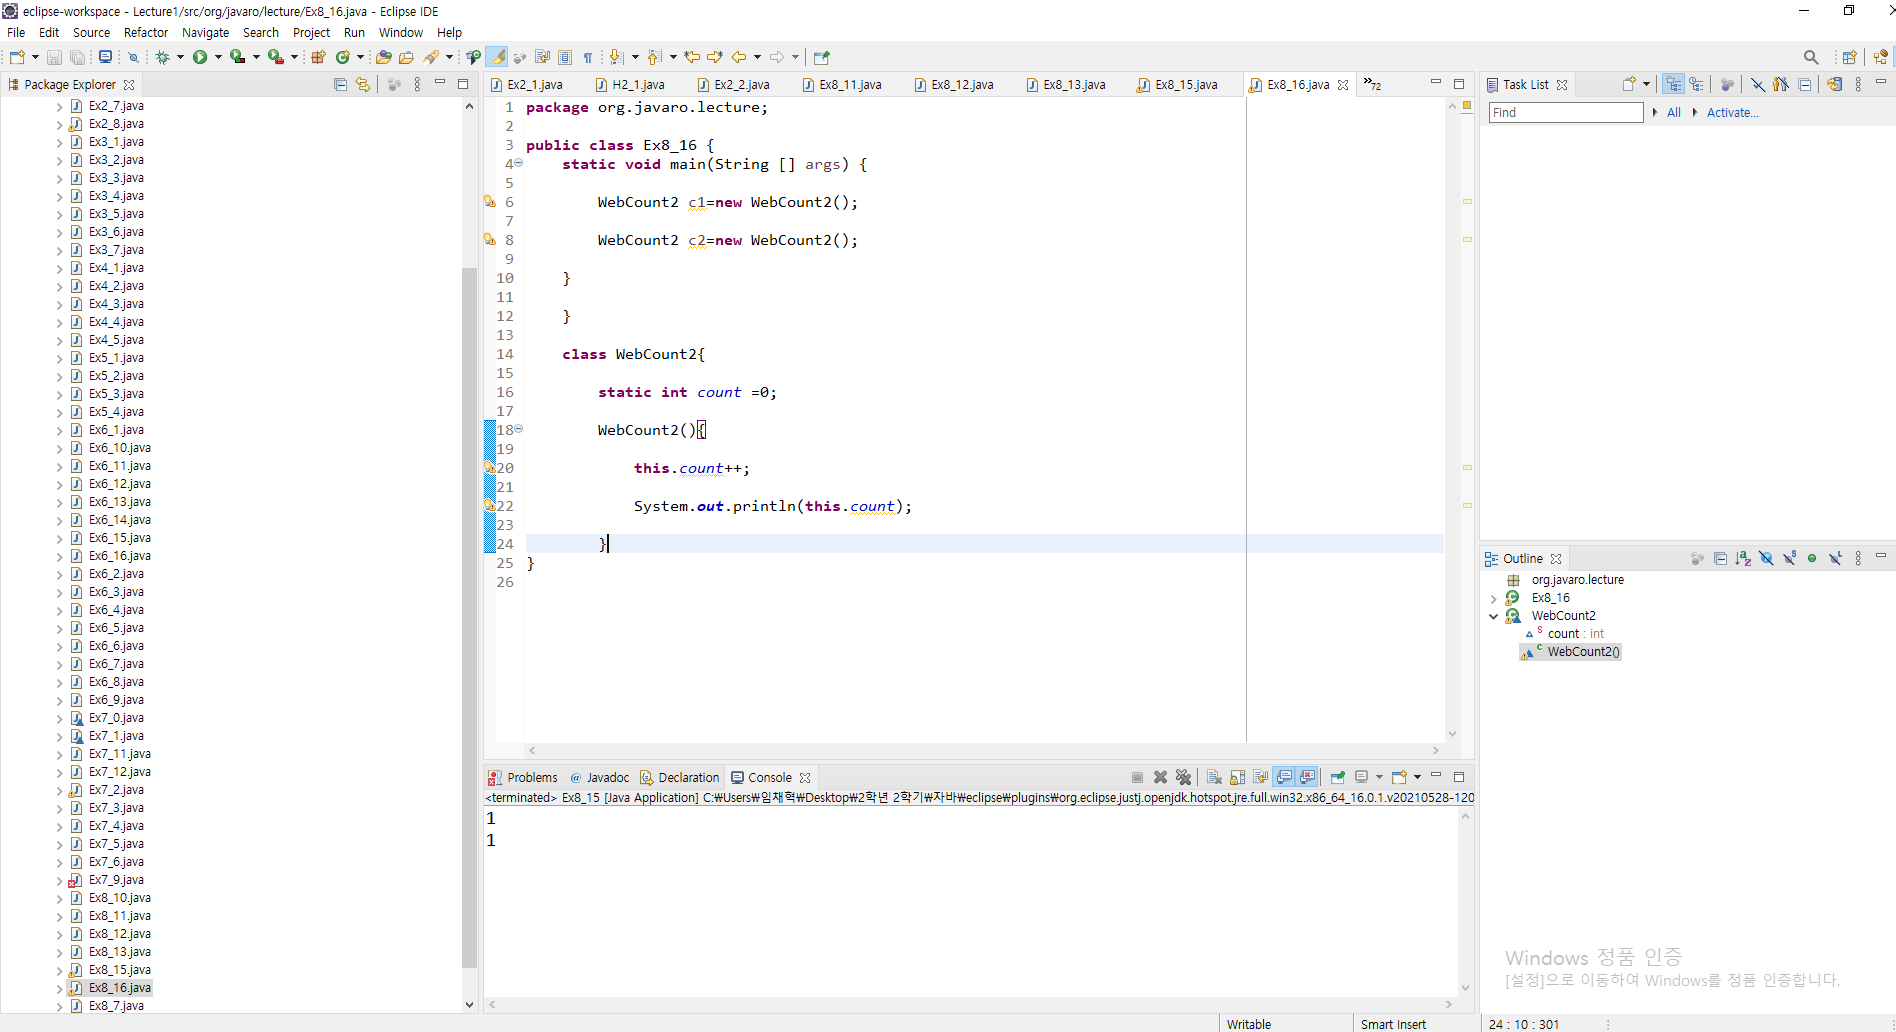 eclipse-workspace - Lecture1/src/org/javaro/lecture/Ex8_16.java - Eclipse IDE
File Edit Source Refactor Navigate Search Project Run Window Help
Package Explorer
Ex2_7.java
Ex2_8.java
Ex3_1.java
Ex3_2.java
Ex3_3.java
Ex3_4.java
Ex3_5.java
Ex3_6.java
Ex3_7.java
Ex4_1.java
Ex4_2.java
Ex4_3.java
Ex4_4.java
Ex4_5.java
Ex5_1.java
Ex5_2.java
Ex5_3.java
Ex5_4.java
Ex6_1.java
Ex6_10.java
Ex6_11.java
Ex6_12.java
Ex6_13.java
Ex6_14.java
Ex6_15.java
Ex6_16.java
Ex6_2.java
Ex6_3.java
Ex6_4.java
Ex6_5.java
Ex6_6.java
Ex6_7.java
Ex6_8.java
Ex6_9.java
Ex7_0.java
Ex7_1.java
Ex7_11.java
Ex7_12.java
Ex7_2.java
Ex7_3.java
Ex7_4.java
Ex7_5.java
Ex7_6.java
Ex7_9.java
Ex8_10.java
Ex8_11.java
Ex8_12.java
Ex8_13.java
Ex8_15.java
Ex8_16.java
Ex8_7.java
Ex2_1.java H2_1.java Ex2_2.java Ex8_11.java Ex8_12.java Ex8_13.java Ex8_15.java Ex8_16.java »72
1 package org.javaro.lecture;
2
3 public class Ex8_16 {
4 static void main(String [] args) {
5
6 WebCount2 c1=new WebCount2();
7
8 WebCount2 c2=new WebCount2();
9
10 }
11
12 }
13
14 class WebCount2{
15
16 static int count =0;
17
18 WebCount2(){
19
20 this.count++;
21
22 System.out.println(this.count);
23
24 }
25 }
26
Problems Javadoc Declaration Console
<terminated> Ex8_15 [Java Application] C:₩Users₩임채혁₩Desktop₩2학년 2학기₩자바₩eclipse₩plugins₩org.eclipse.justj.openjdk.hotspot.jre.full.win32.x86_64_16.0.1.v20210528-120
1
1
Task List
Find All Activate...
Outline
org.javaro.lecture
Ex8_16
WebCount2
count : int
WebCount2()
Windows 정품 인증
[설정]으로 이동하여 Windows를 정품 인증합니다.
Writable Smart Insert 24 : 10 : 301